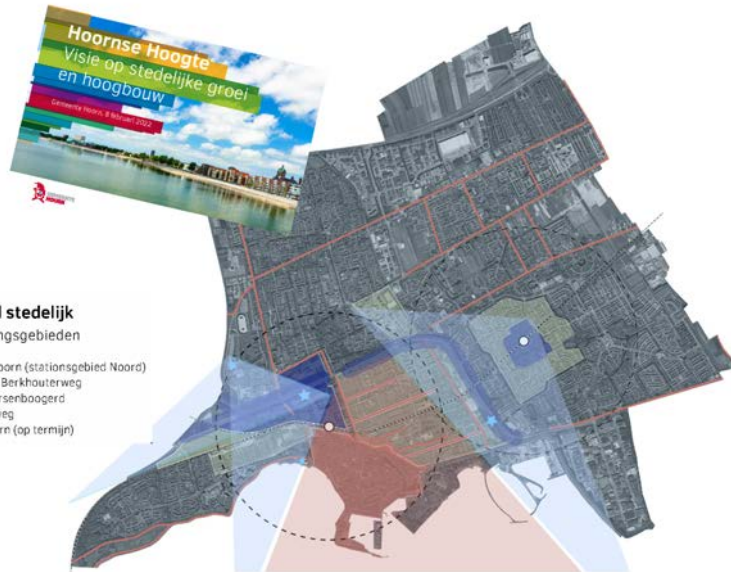 Hoornse Hoogte
Visie op stedelijke groei
en hoogbouw
Gemeente Hoorn, 8 februari 2022
stedelijk
ngsgebieden
oorn (stationsgebied Noord)
Berkhouterweg
rsenboogerd
eg
rn (op termijn)